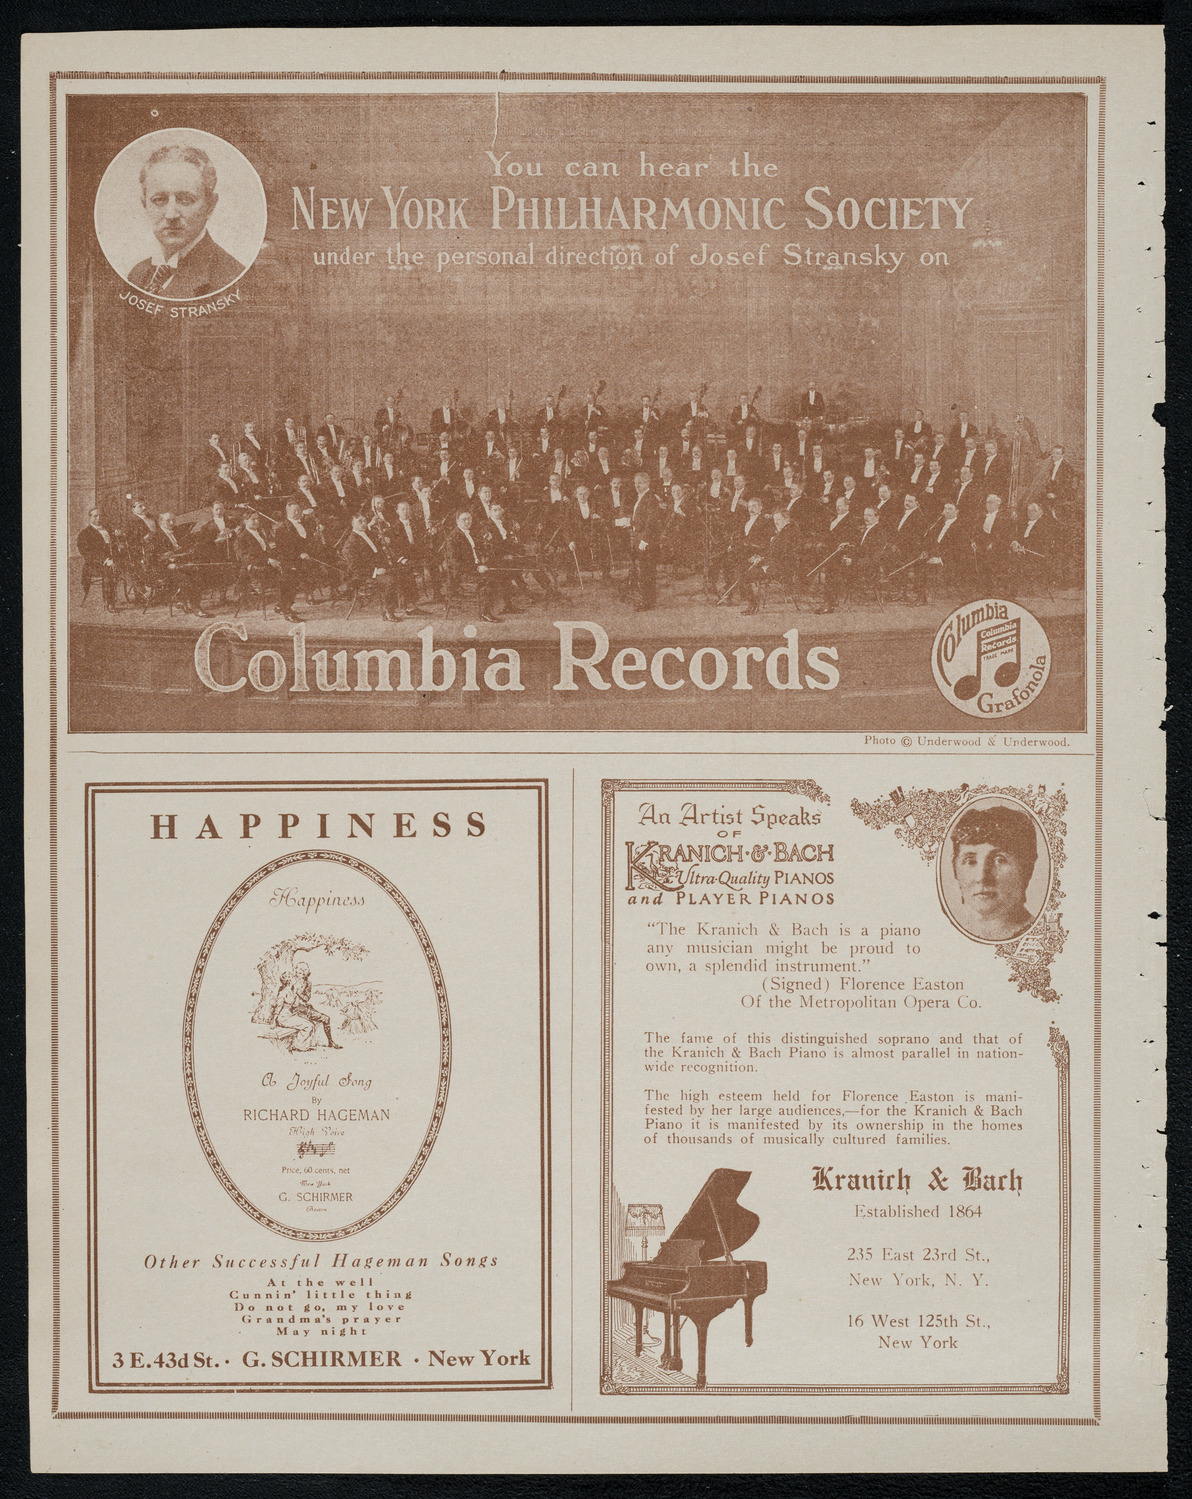 You can hear the
NEW YORK PHILHARMONIC SOCIETY
under the personal direction of Josef Stransky on
JOSEF STRANSKY
Columbia Records
Columbia
Columbia
Records
TRADE MARK
Grafonola
Photo © Underwood & Underwood.
HAPPINESS
Happiness
A Joyful Song
By
RICHARD HAGEMAN
High Voice
Price, 60 cents, net
New York
G. SCHIRMER
Boston
Other Successful Hageman Songs
At the well
Cunnin' little thing
Do not go, my love
Grandma's prayer
May night
3 E. 43d St. · G. SCHIRMER · New York
An Artist Speaks
OF
KRANICH·&·BACH
Ultra-Quality PIANOS
and PLAYER PIANOS
"The Kranich & Bach is a piano
any musician might be proud to
own, a splendid instrument."
(Signed) Florence Easton
Of the Metropolitan Opera Co.
The fame of this distinguished soprano and that of
the Kranich & Bach Piano is almost parallel in nation-
wide recognition.
The high esteem held for Florence Easton is mani-
fested by her large audiences,—for the Kranich & Bach
Piano it is manifested by its ownership in the homes
of thousands of musically cultured families.
Kranich & Bach
Established 1864
235 East 23rd St.,
New York, N. Y.
16 West 125th St.,
New York